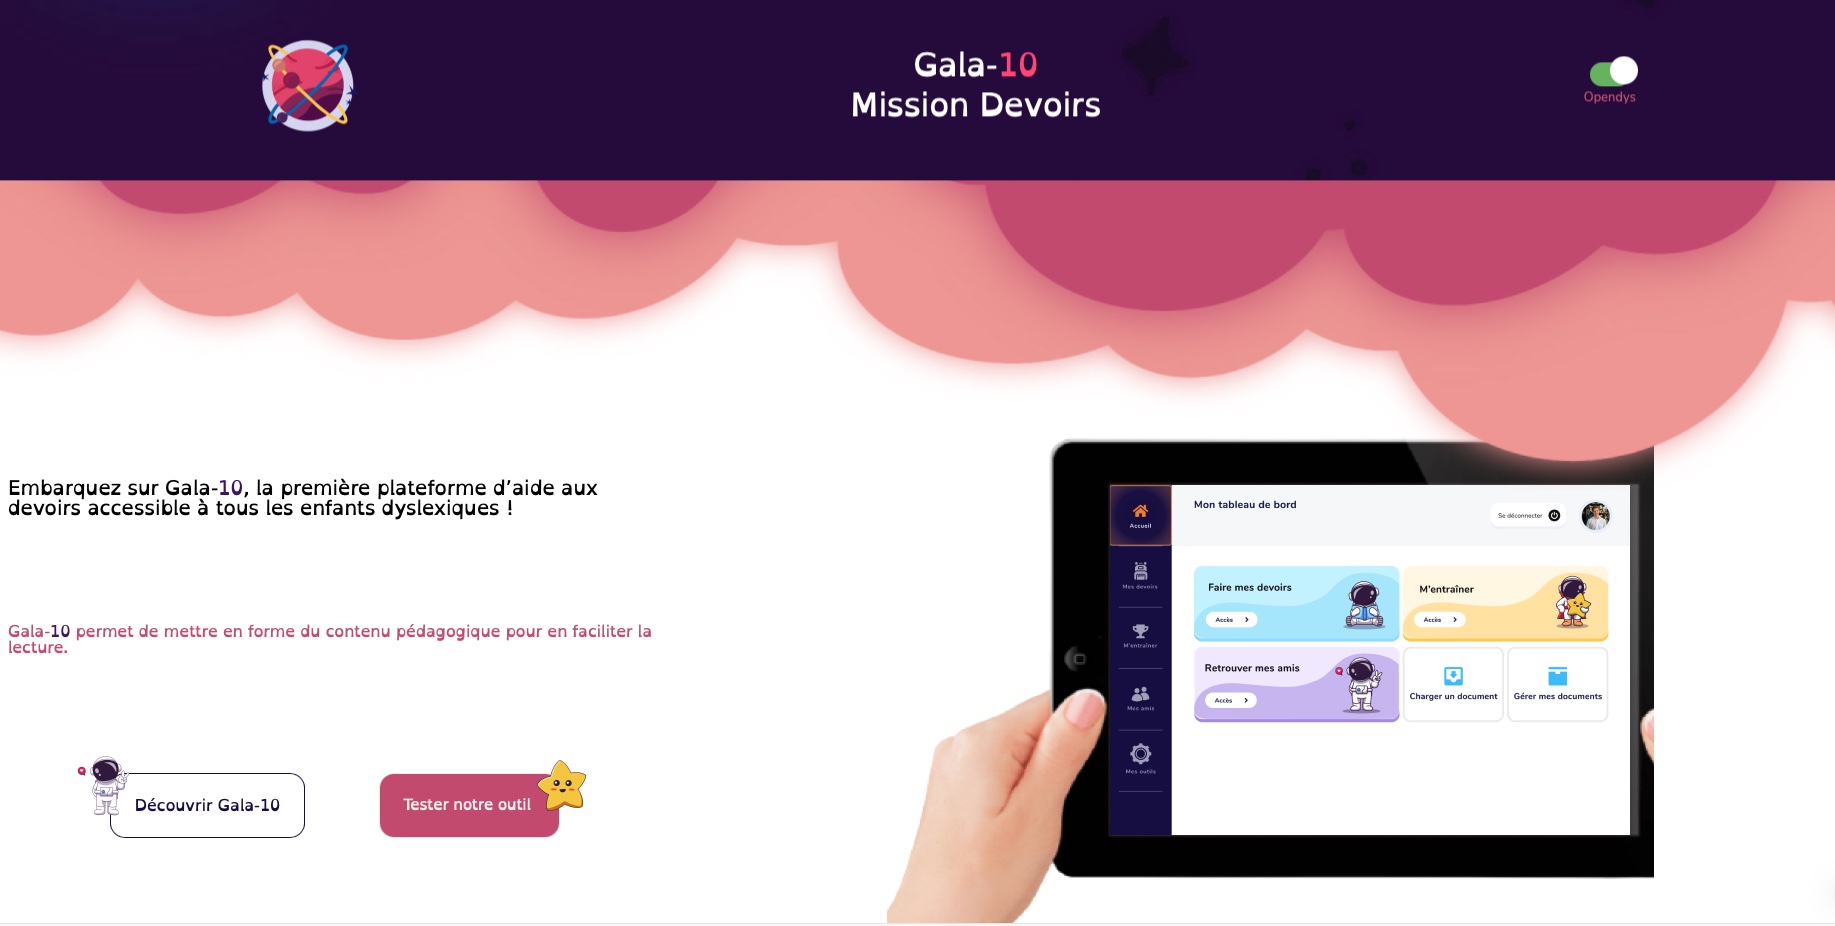 Gala-10
Mission Devoirs
Opendys
Embarquez sur Gala-10, la première plateforme d’aide aux
devoirs accessible à tous les enfants dyslexiques !
Gala-10 permet de mettre en forme du contenu pédagogique pour en faciliter la
lecture.
Découvrir Gala-10
Tester notre outil
Accueil
Mon tableau de bord
Se déconnecter
Mes devoirs
M'entraîner
Mes amis
Mes outils
Faire mes devoirs
Accès
M'entraîner
Accès
Retrouver mes amis
Accès
Charger un document
Gérer mes documents